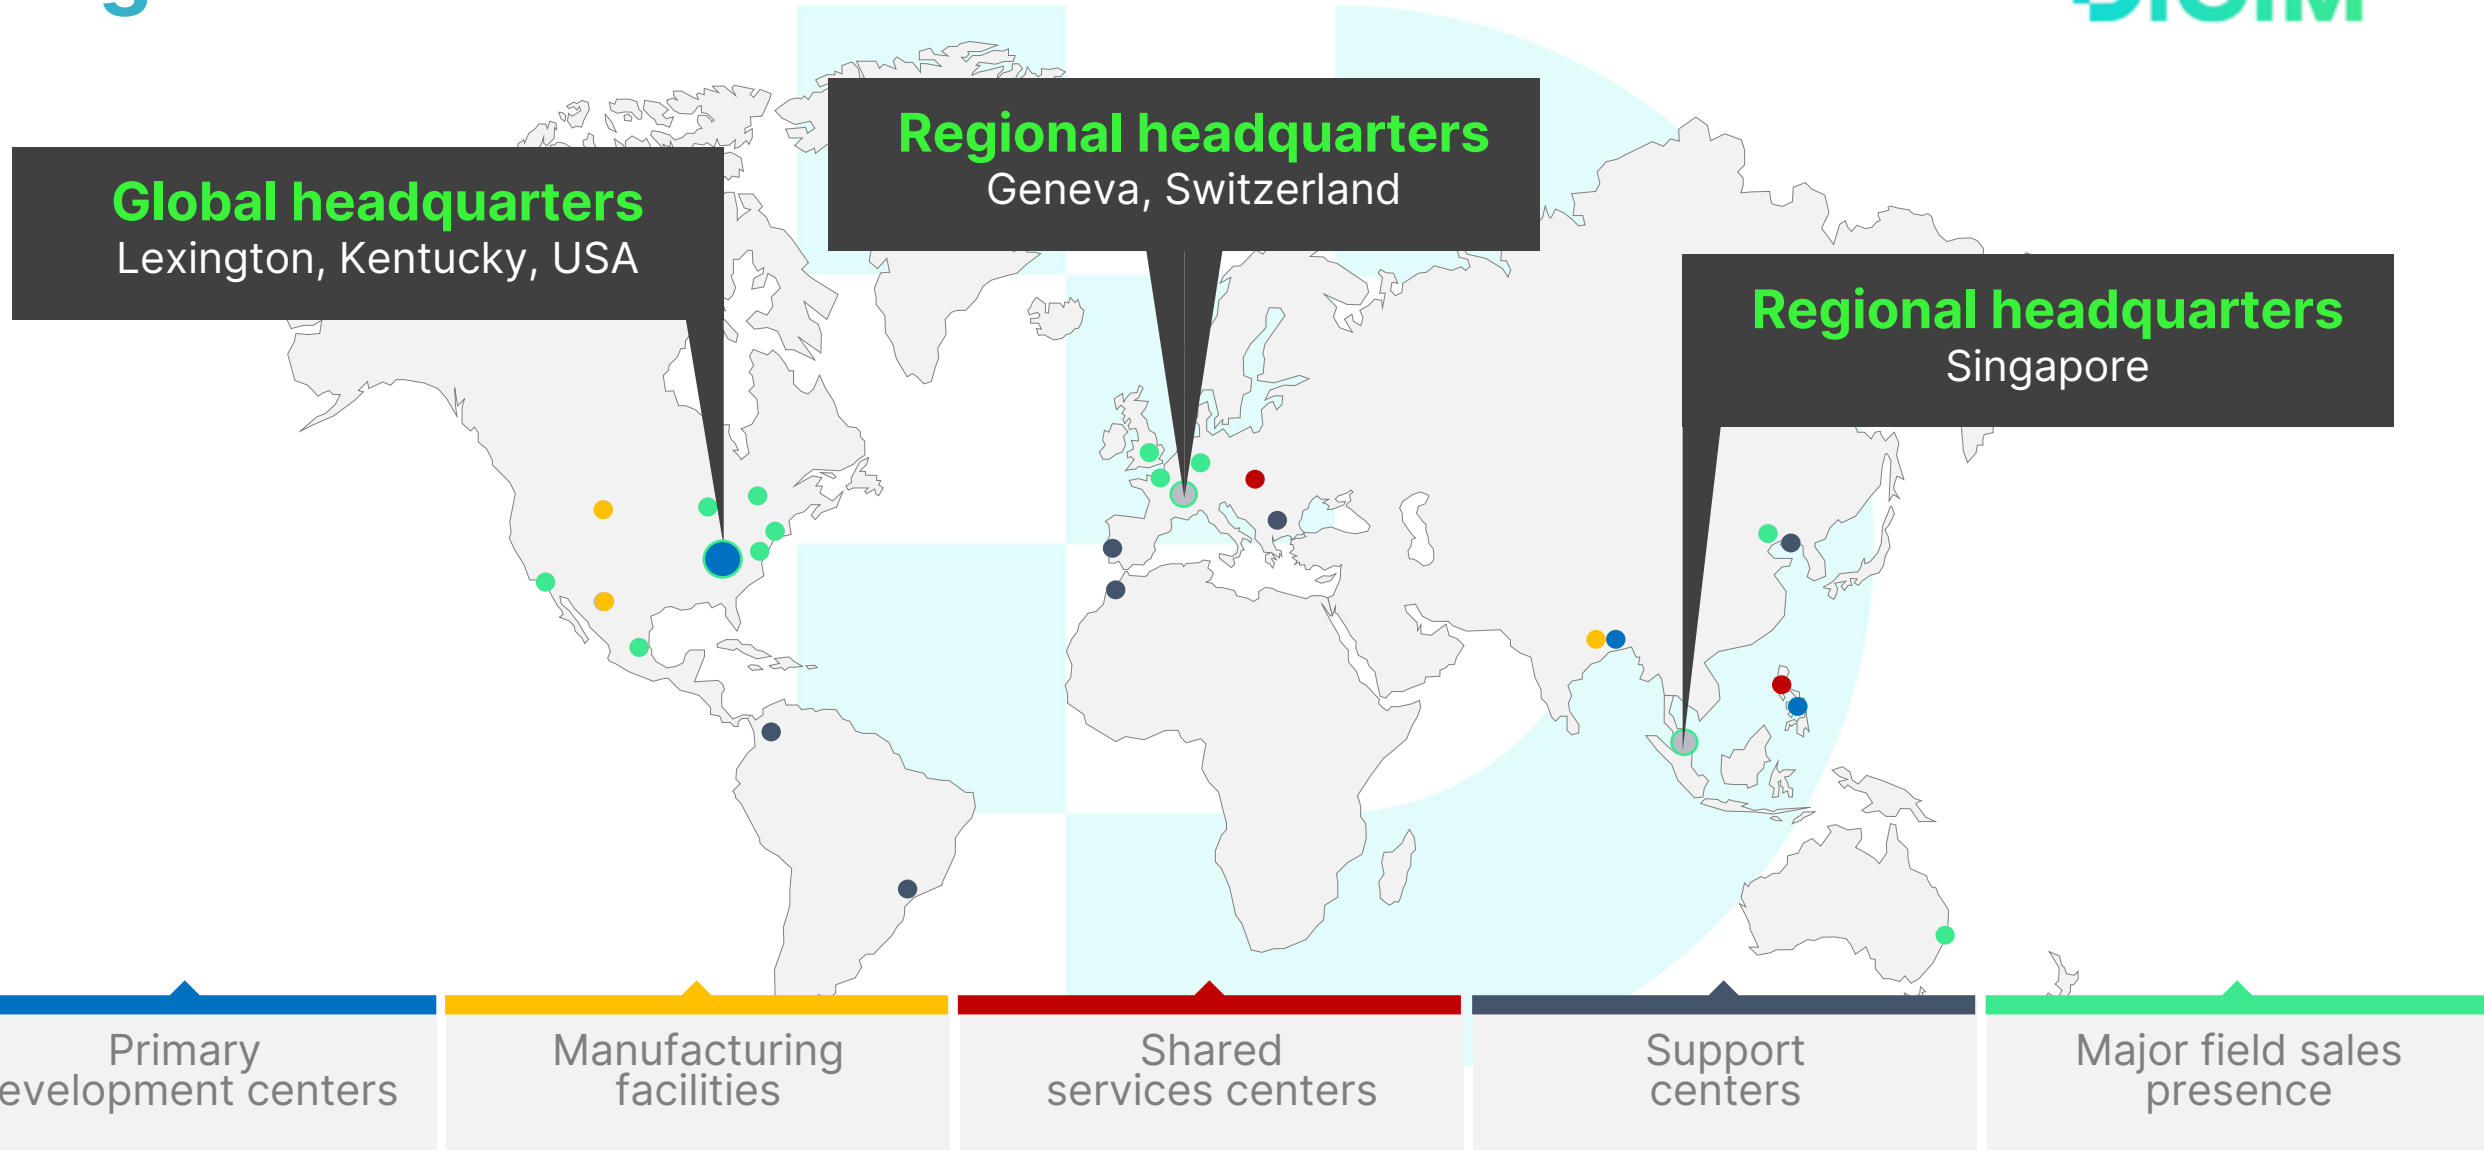 Regional headquarters
Geneva, Switzerland
Global headquarters
Lexington, Kentucky, USA
Regional headquarters
Singapore
Primary
evelopment centers
Manufacturing
facilities
Shared
services centers
Support
centers
Major field sales
presence